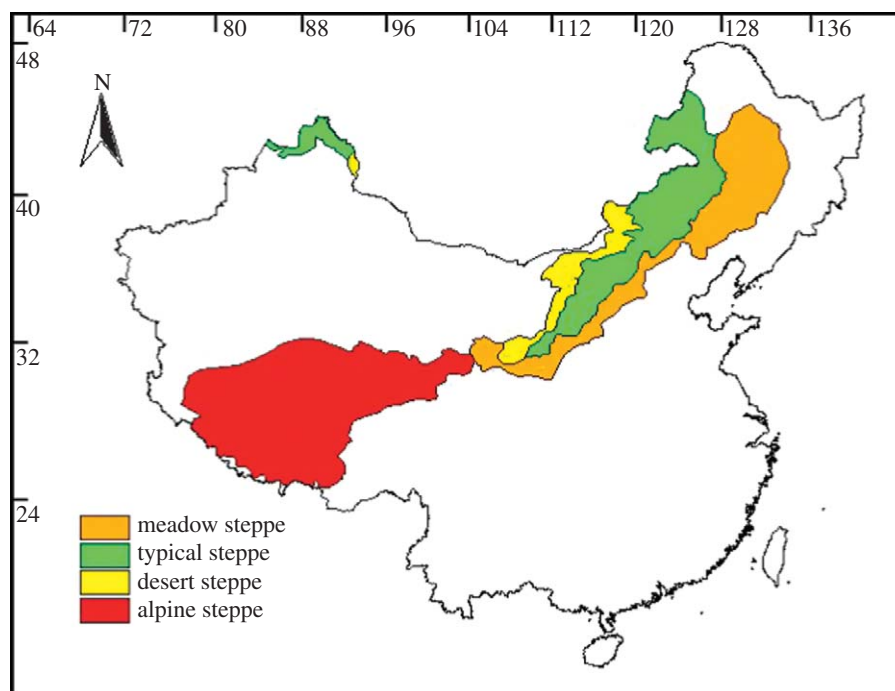 64 72 80 88 96 104 112 120 128 136
48
N
40
32
24
meadow steppe
typical steppe
desert steppe
alpine steppe